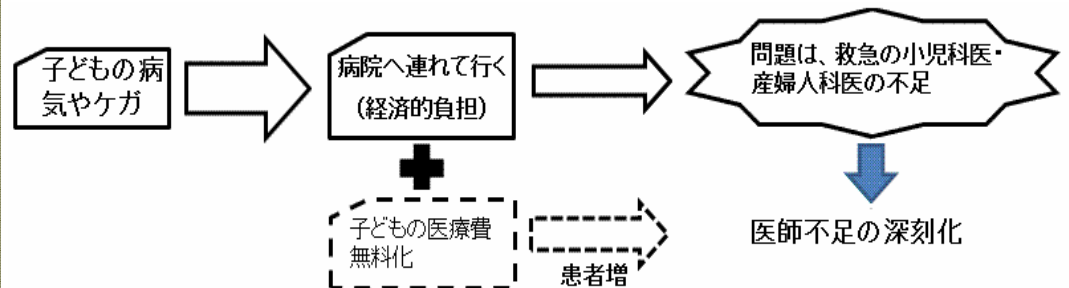 子どもの病
気やケガ
病院へ連れて行く
(経済的負担)
問題は、救急の小児科医・
産婦人科医の不足
子どもの医療費
無料化
患者増
医師不足の深刻化